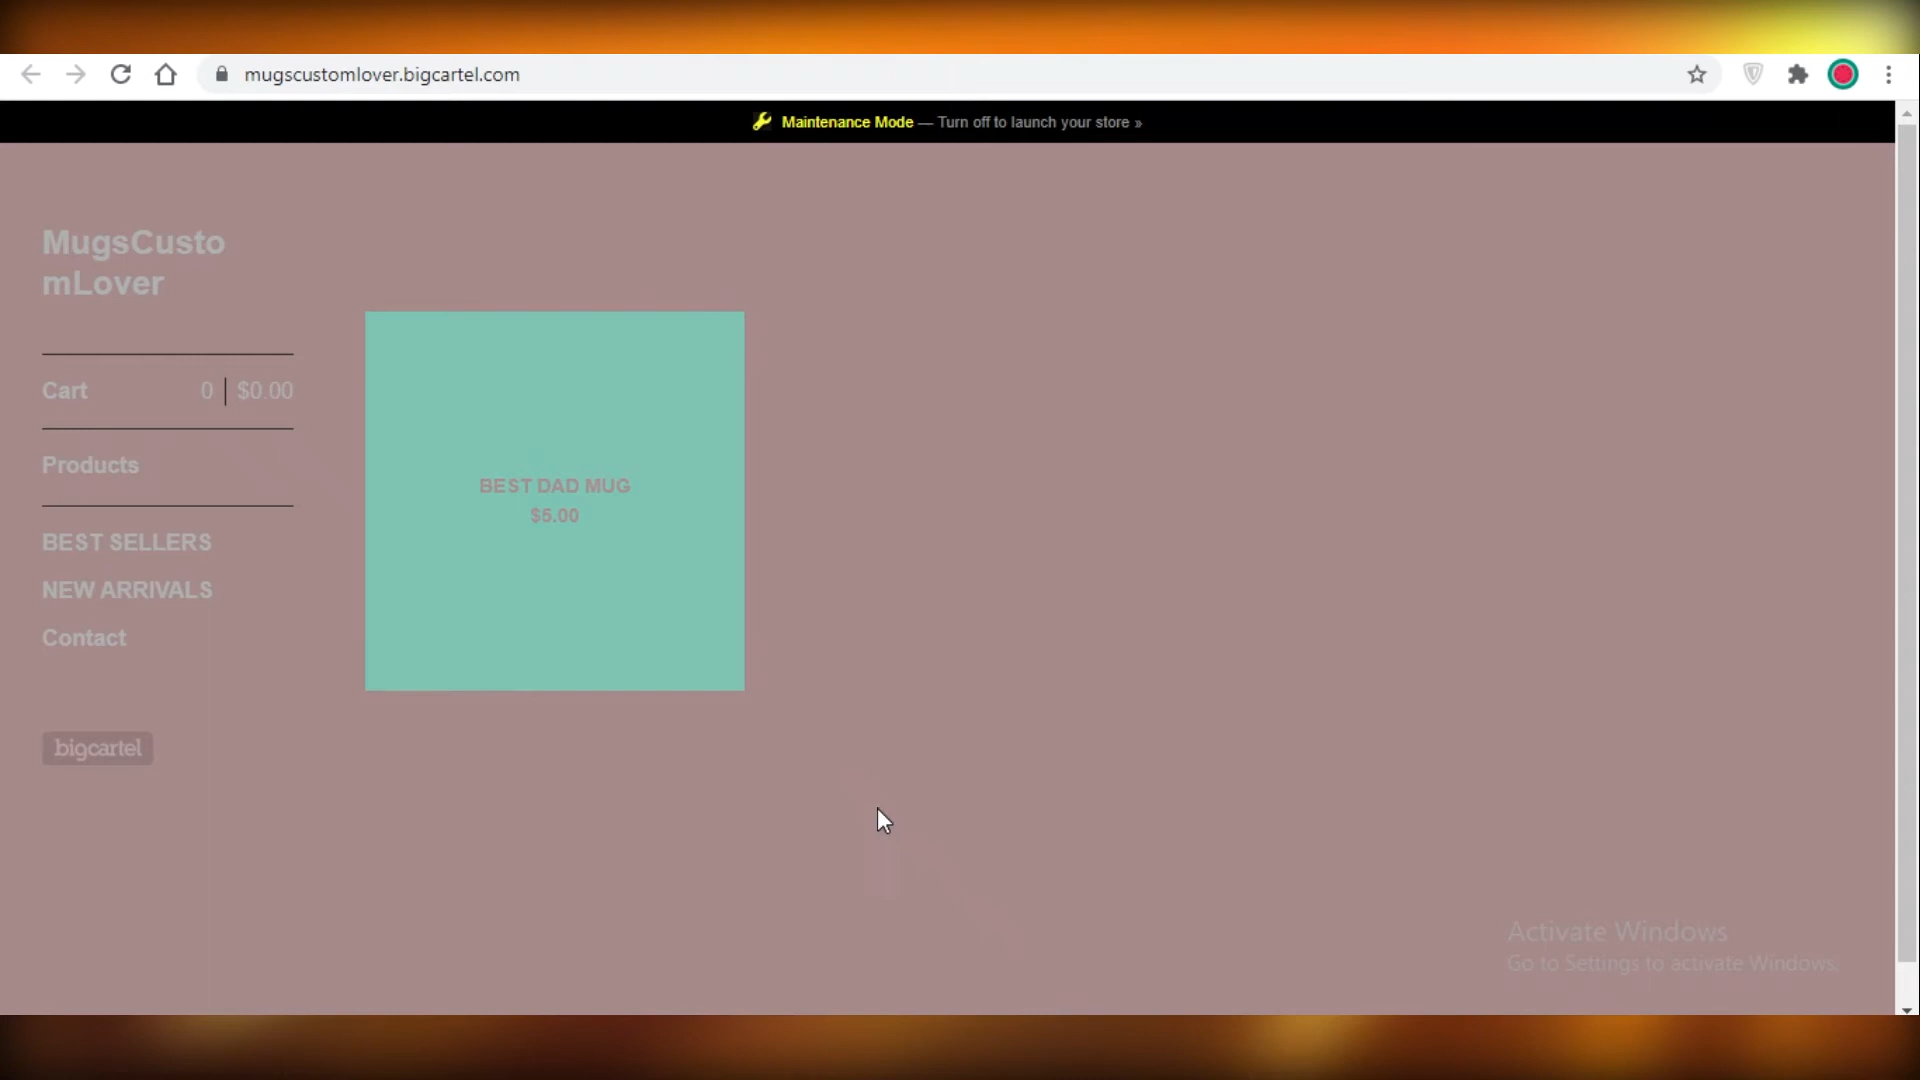 mugscustomlover.bigcartel.com
Maintenance Mode — Turn off to launch your store »
MugsCusto
mLover
Cart 0 $0.00
Products
BEST SELLERS
NEW ARRIVALS
Contact
bigcartel
BEST DAD MUG
$5.00
Activate Windows
Go to Settings to activate Windows.